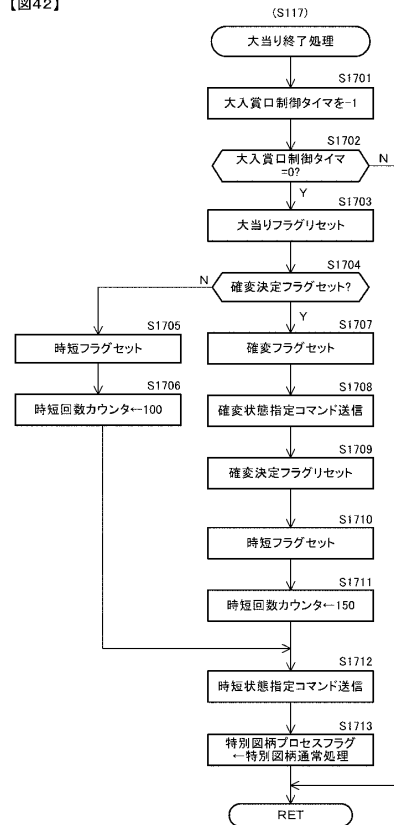 【図42】
(S117)
大当り終了処理
S1701
大入賞口制御タイマを-1
S1702
大入賞口制御タイマ
=0?
N
Y
S1703
大当りフラグリセット
S1704
確変決定フラグセット?
N
Y
S1705
時短フラグセット
S1706
時短回数カウンタ←100
S1707
確変フラグセット
S1708
確変状態指定コマンド送信
S1709
確変決定フラグリセット
S1710
時短フラグセット
S1711
時短回数カウンタ←150
S1712
時短状態指定コマンド送信
S1713
特別図柄プロセスフラグ
←特別図柄通常処理
RET